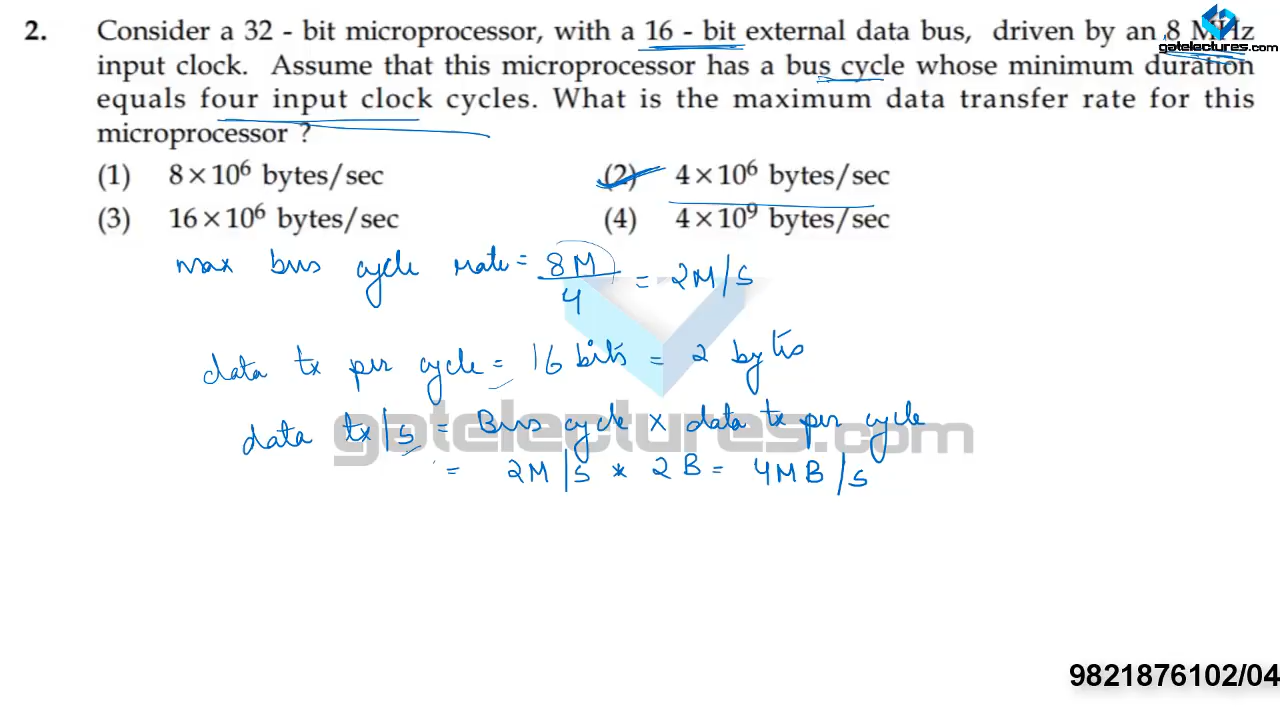 2. Consider a 32 - bit microprocessor, with a 16 - bit external data bus, driven by an 8 MHz
gatelectures.com
input clock. Assume that this microprocessor has a bus cycle whose minimum duration
equals four input clock cycles. What is the maximum data transfer rate for this
microprocessor ?
(1) 8×10⁶ bytes/sec (2) 4×10⁶ bytes/sec
(3) 16×10⁶ bytes/sec (4) 4×10⁹ bytes/sec
max bus cycle rate = 8M/4 = 2M/s
data tx per cycle = 16 bits = 2 bytes
data tx/s = Bus cycle × data tx per cycle
gatelectures.com
= 2M/s * 2B = 4MB/s
9821876102/04